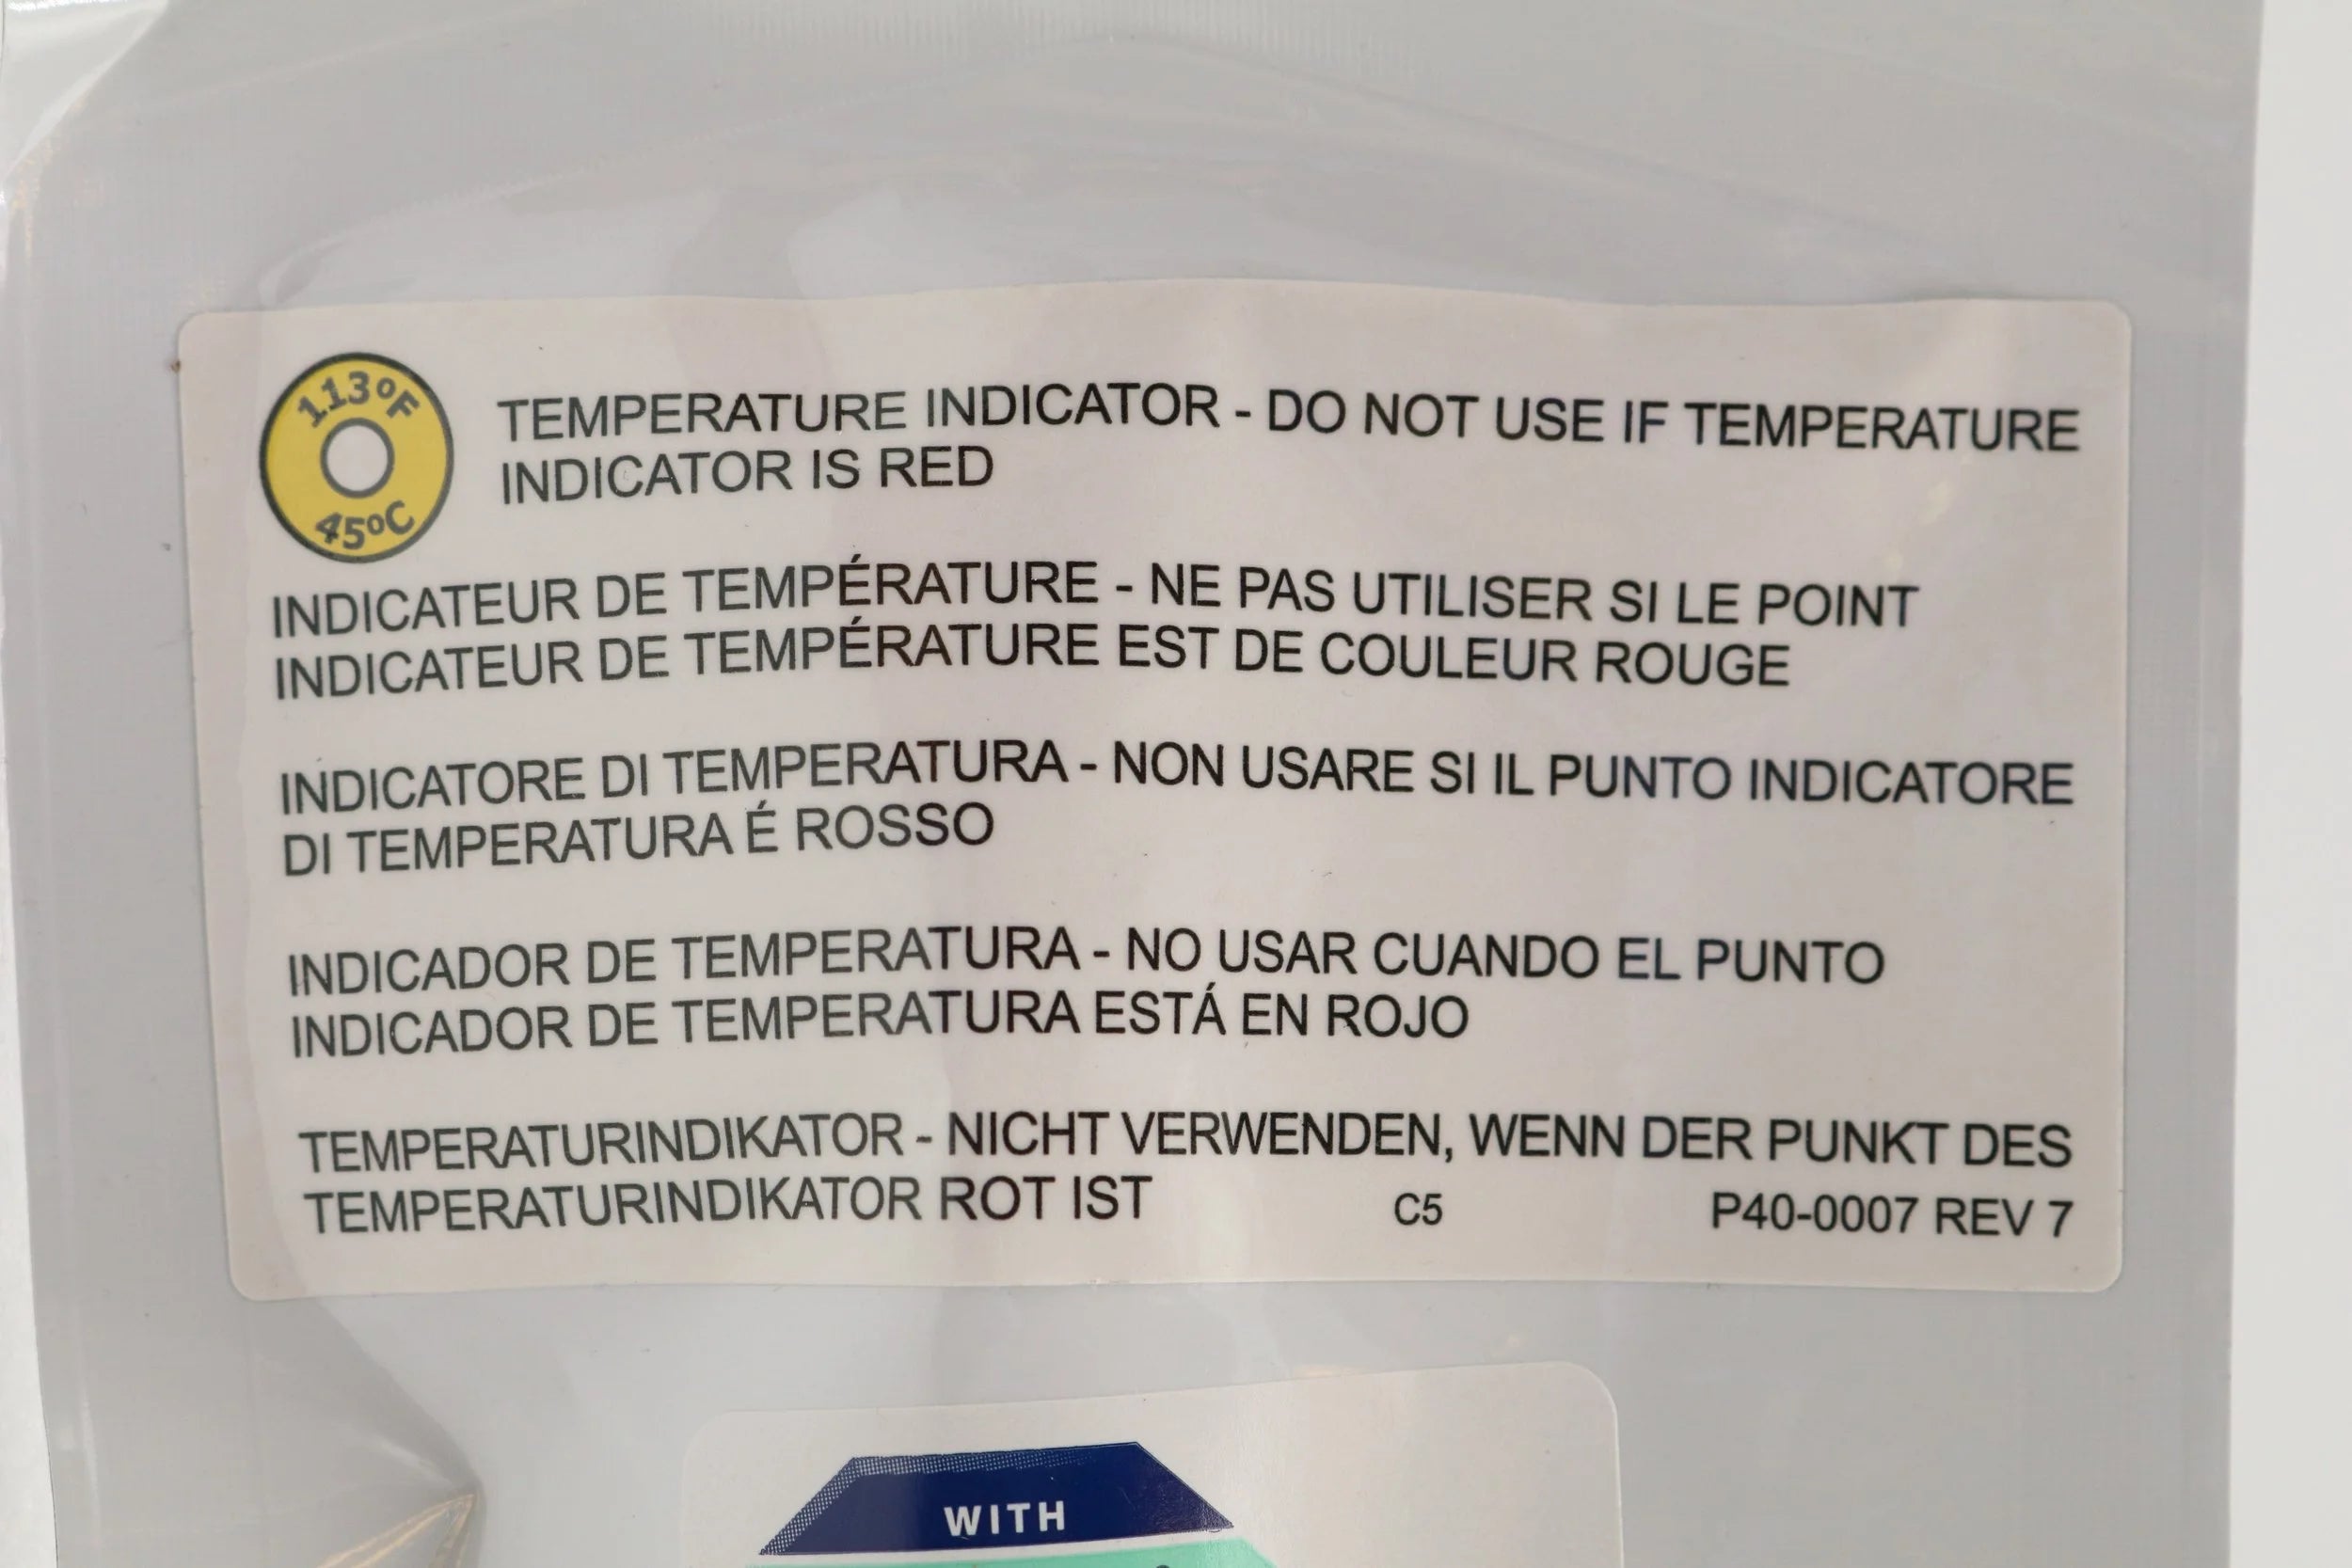 113ºF
45ºC
TEMPERATURE INDICATOR - DO NOT USE IF TEMPERATURE
INDICATOR IS RED
INDICATEUR DE TEMPÉRATURE - NE PAS UTILISER SI LE POINT
INDICATEUR DE TEMPÉRATURE EST DE COULEUR ROUGE
INDICATORE DI TEMPERATURA - NON USARE SI IL PUNTO INDICATORE
DI TEMPERATURA É ROSSO
INDICADOR DE TEMPERATURA - NO USAR CUANDO EL PUNTO
INDICADOR DE TEMPERATURA ESTÁ EN ROJO
TEMPERATURINDIKATOR - NICHT VERWENDEN, WENN DER PUNKT DES
TEMPERATURINDIKATOR ROT IST C5 P40-0007 REV 7
WITH